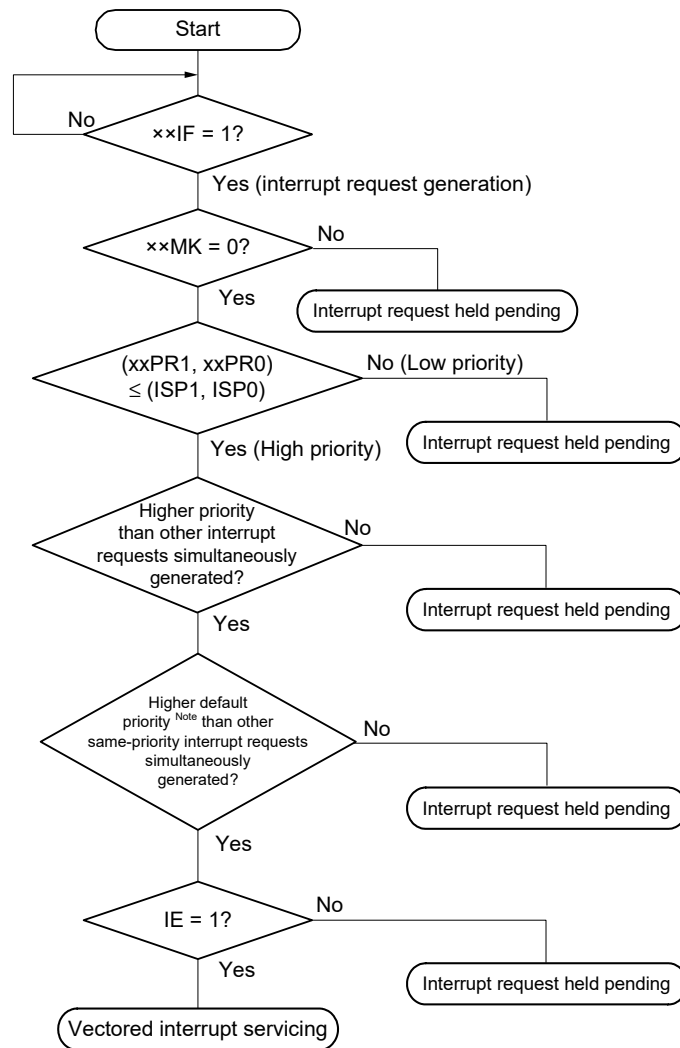 Start
No
××IF = 1?
Yes (interrupt request generation)
××MK = 0?
No
Interrupt request held pending
Yes
(xxPR1, xxPR0)
≤ (ISP1, ISP0)
No (Low priority)
Interrupt request held pending
Yes (High priority)
Higher priority
than other interrupt
requests simultaneously
generated?
No
Interrupt request held pending
Yes
Higher default
priority Note than other
same-priority interrupt requests
simultaneously
generated?
No
Interrupt request held pending
Yes
IE = 1?
No
Interrupt request held pending
Yes
Vectored interrupt servicing